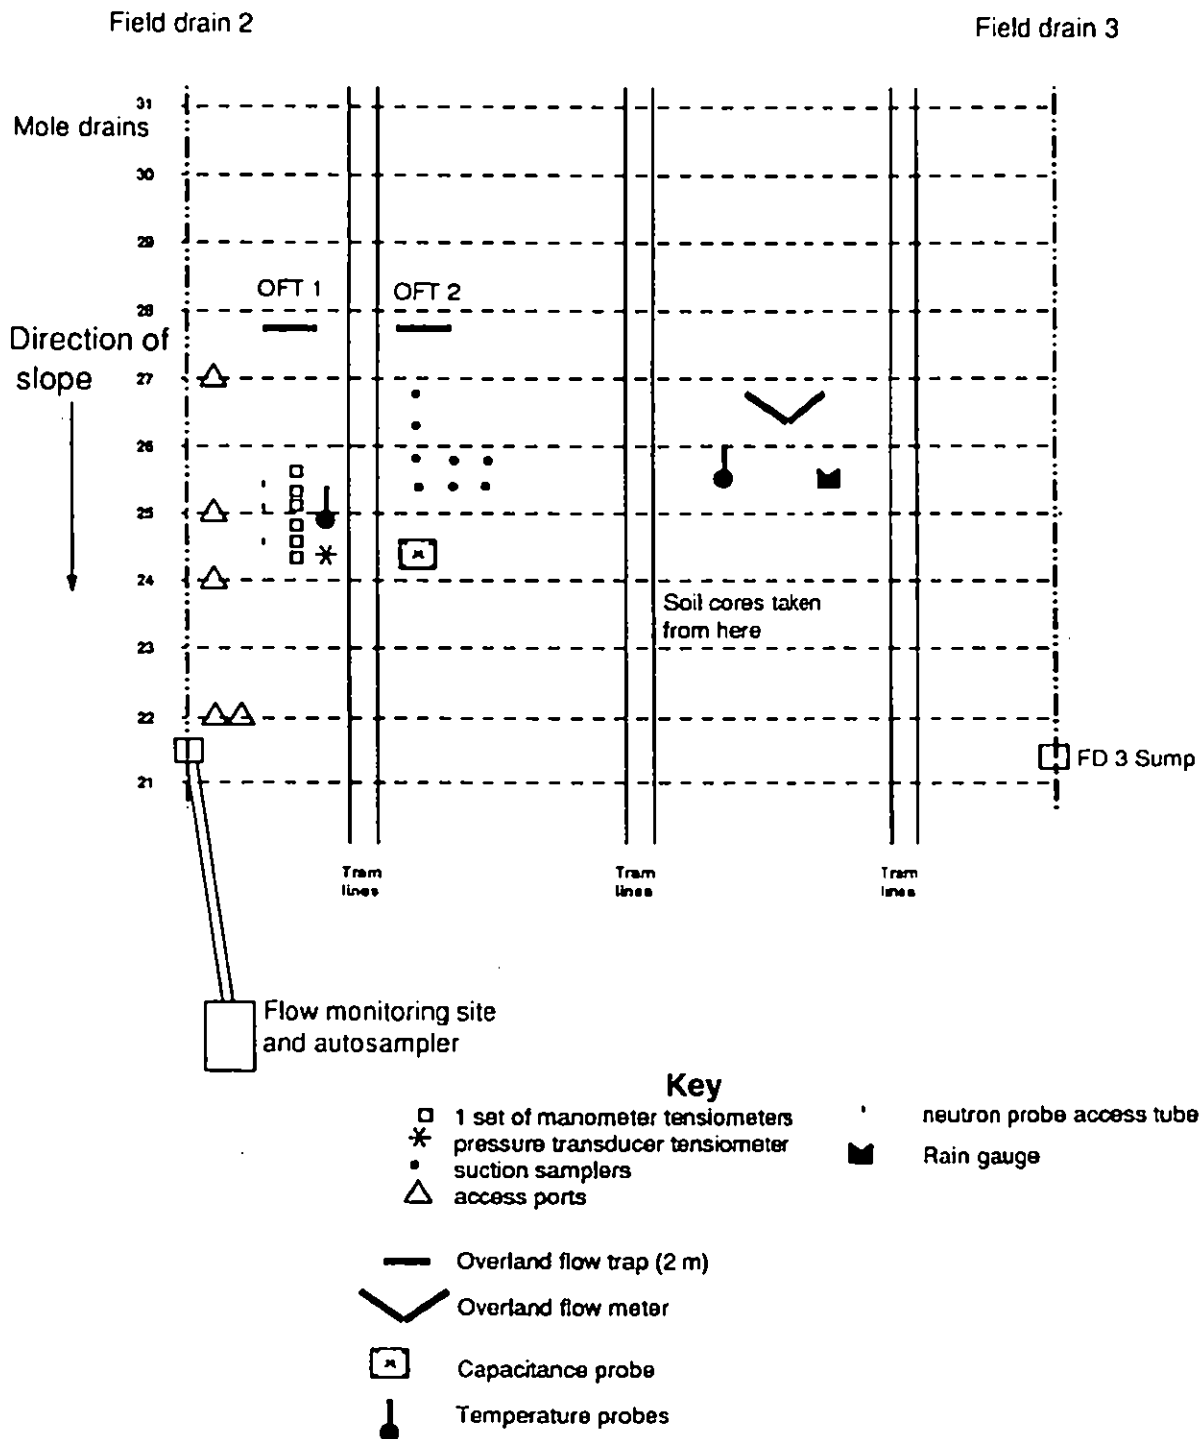 Field drain 2
Field drain 3
31
Mole drains
30
29
OFT 1
OFT 2
28
Direction of
slope
27
26
25
24
Soil cores taken
from here
23
22
FD 3 Sump
21
Tram
lines
Tram
lines
Tram
lines
Flow monitoring site
and autosampler
Key
1 set of manometer tensiometers
neutron probe access tube
pressure transducer tensiometer
Rain gauge
suction samplers
access ports
Overland flow trap (2 m)
Overland flow meter
Capacitance probe
Temperature probes